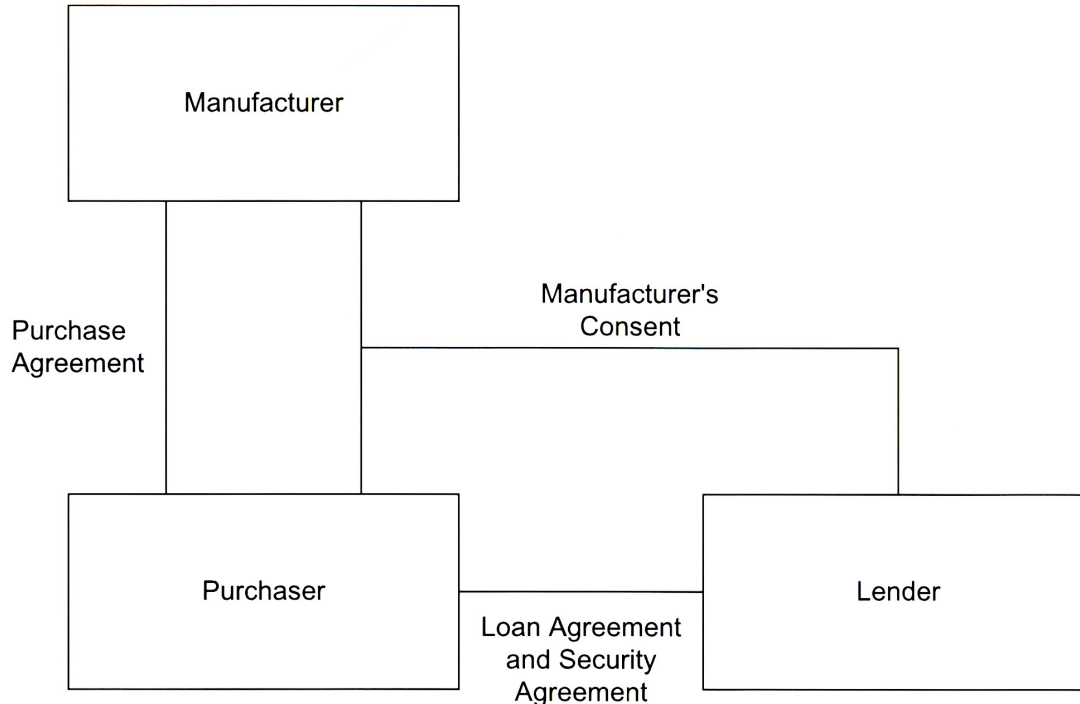 Manufacturer
Manufacturer's
Consent
Purchase
Agreement
Purchaser
Lender
Loan Agreement
and Security
Agreement